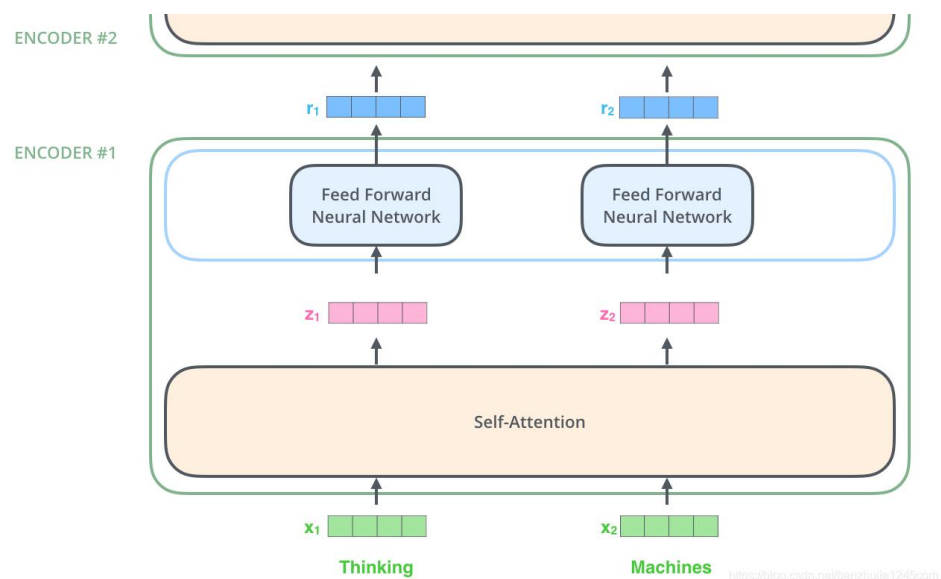 ENCODER #2
r₁
r₂
ENCODER #1
Feed Forward
Neural Network
Feed Forward
Neural Network
z₁
z₂
Self-Attention
x₁
x₂
Thinking
Machines